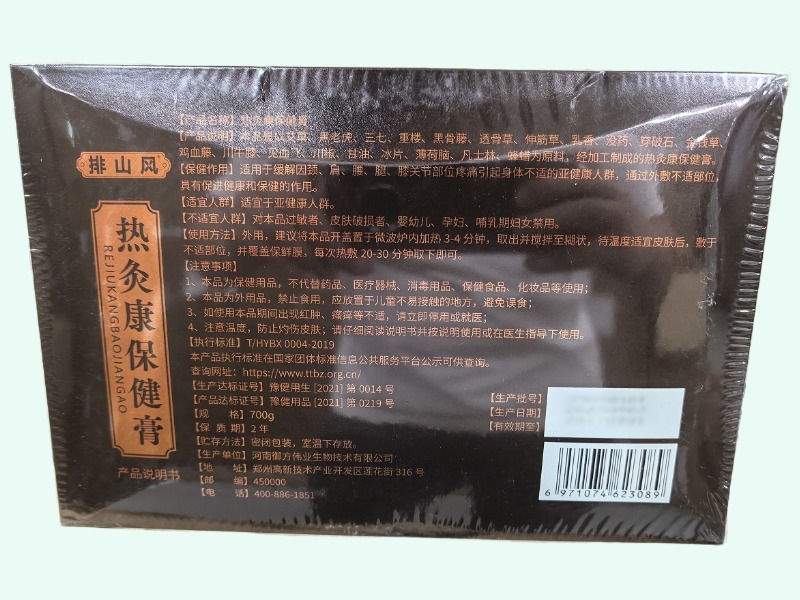 排山风
热灸康保健膏
REJIUKANGBAOJIANGAO
产品说明书
【产品名称】热灸康保健膏
【产品说明】本品是以艾草、黑老虎、三七、重楼、黑骨藤、透骨草、伸筋草、乳香、没药、穿破石、金钱草、
鸡血藤、川牛膝、见血飞、川椒、甘油、冰片、薄荷脑、凡士林、蜂蜡为原料，经加工制成的热灸康保健膏。
【保健作用】适用于缓解因颈、肩、腰、腿、膝关节部位疼痛引起身体不适的亚健康人群，通过外敷不适部位，
具有促进健康和保健的作用。
【适宜人群】适宜于亚健康人群。
【不适宜人群】对本品过敏者、皮肤破损者、婴幼儿、孕妇、哺乳期妇女禁用。
【使用方法】外用，建议将本品开盖置于微波炉内加热 3-4 分钟，取出并搅拌至糊状，待温度适宜皮肤后，敷于
不适部位，并覆盖保鲜膜，每次热敷 20-30 分钟取下即可。
【注意事项】
1、本品为保健用品，不代替药品、医疗器械、消毒用品、保健食品、化妆品等使用；
2、本品为外用品，禁止食用，应放置于儿童不易接触的地方，避免误食；
3、如使用本品期间出现红肿、瘙痒等不适，请立即停用或就医；
4、注意温度，防止灼伤皮肤；请仔细阅读说明书并按说明使用或在医生指导下使用。
【执行标准】T/HYBX 0004-2019
本产品执行标准在国家团体标准信息公共服务平台公示可供查询。
查询网址：https://www.ttbz.org.cn/
【生产达标证号】豫健用生 [2021] 第 0014 号
【产品达标证号】豫健用品 [2021] 第 0219 号
【规 格】700g
【保 质 期】2 年
【贮存方法】密闭包装，室温下存放。
【生产单位】河南御方伟业生物技术有限公司
【地 址】郑州高新技术产业开发区莲花街 316 号
【邮 编】450000
【电 话】400-886-1851
【生产批号】
【生产日期】
【有效期至】
6 971074 623089